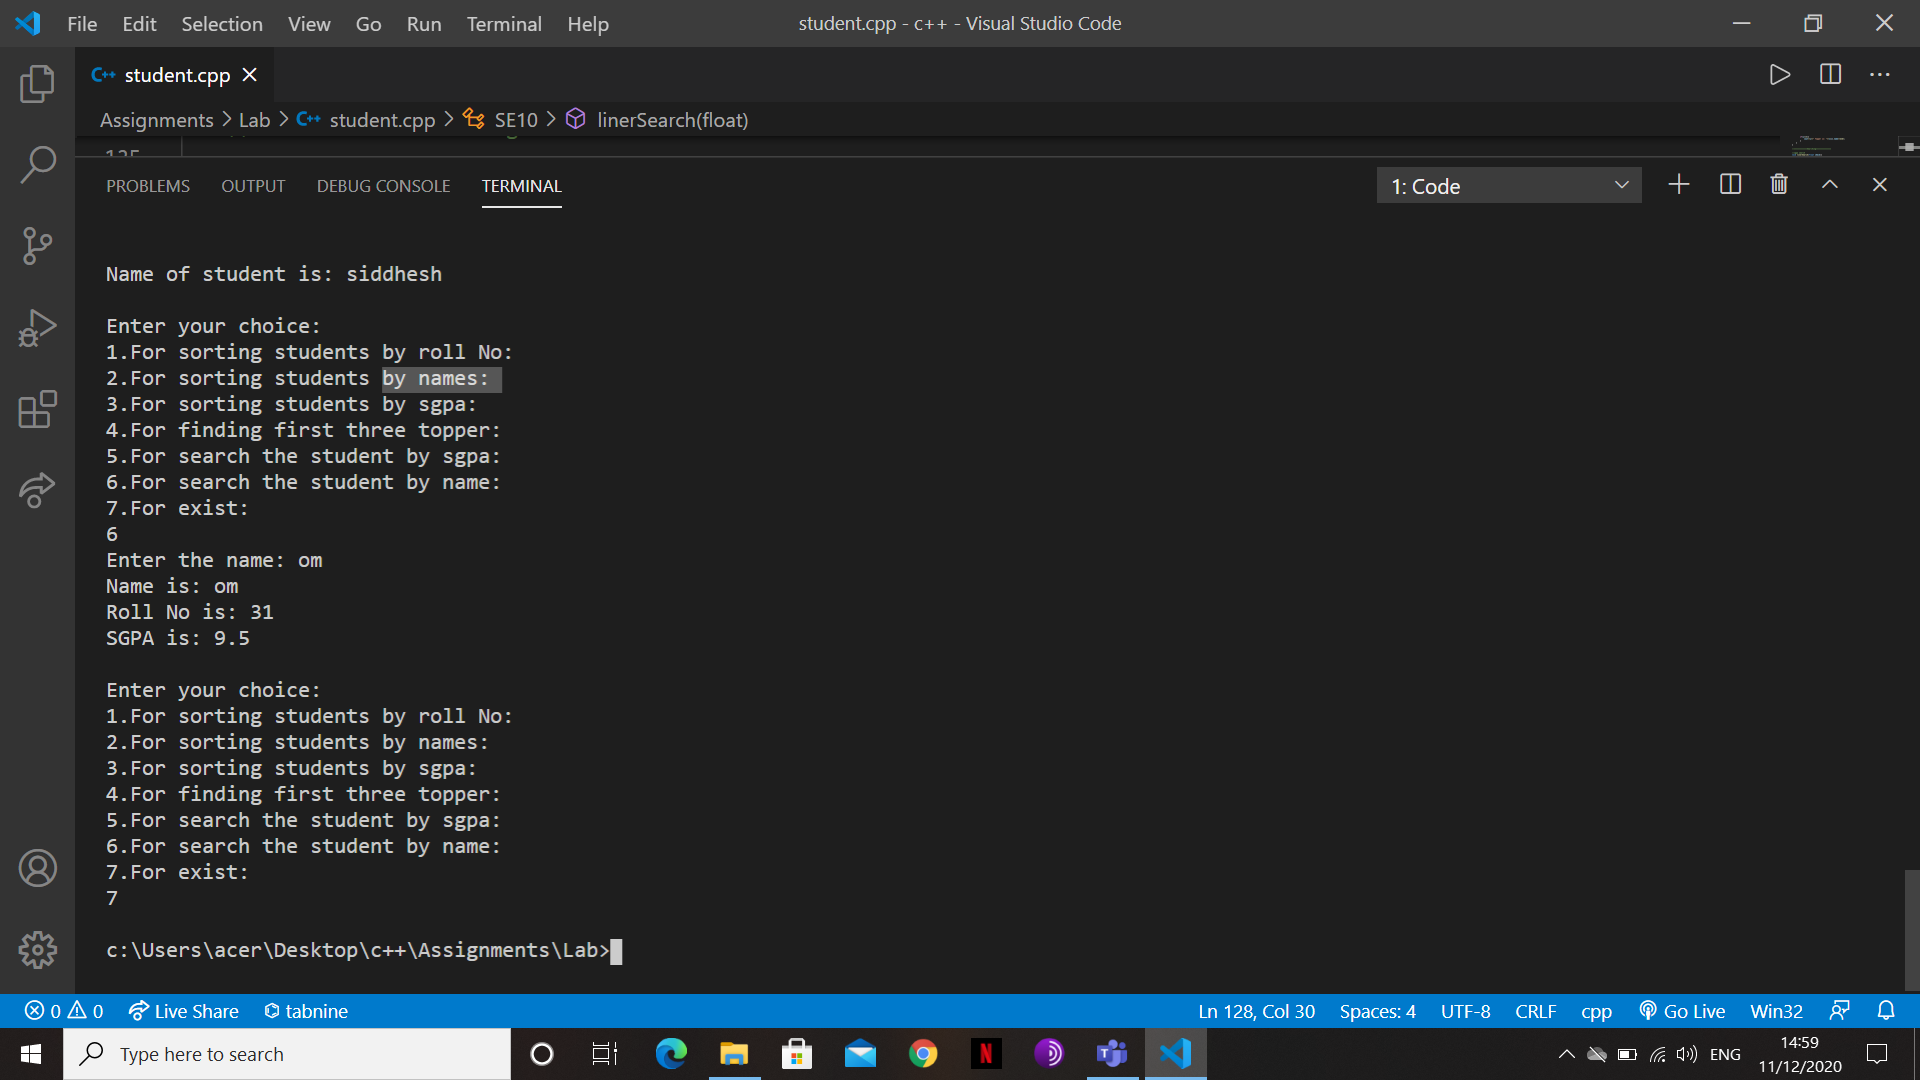 File Edit Selection View Go Run Terminal Help student.cpp - c++ - Visual Studio Code
C++ student.cpp
Assignments > Lab > C++ student.cpp > SE10 > linerSearch(float)
PROBLEMS OUTPUT DEBUG CONSOLE TERMINAL 1: Code
Name of student is: siddhesh
Enter your choice:
1.For sorting students by roll No:
2.For sorting students by names:
3.For sorting students by sgpa:
4.For finding first three topper:
5.For search the student by sgpa:
6.For search the student by name:
7.For exist:
6
Enter the name: om
Name is: om
Roll No is: 31
SGPA is: 9.5
Enter your choice:
1.For sorting students by roll No:
2.For sorting students by names:
3.For sorting students by sgpa:
4.For finding first three topper:
5.For search the student by sgpa:
6.For search the student by name:
7.For exist:
7
c:\Users\acer\Desktop\c++\Assignments\Lab>
0 0 Live Share tabnine Ln 128, Col 30 Spaces: 4 UTF-8 CRLF cpp Go Live Win32
Type here to search N ENG 14:59
11/12/2020